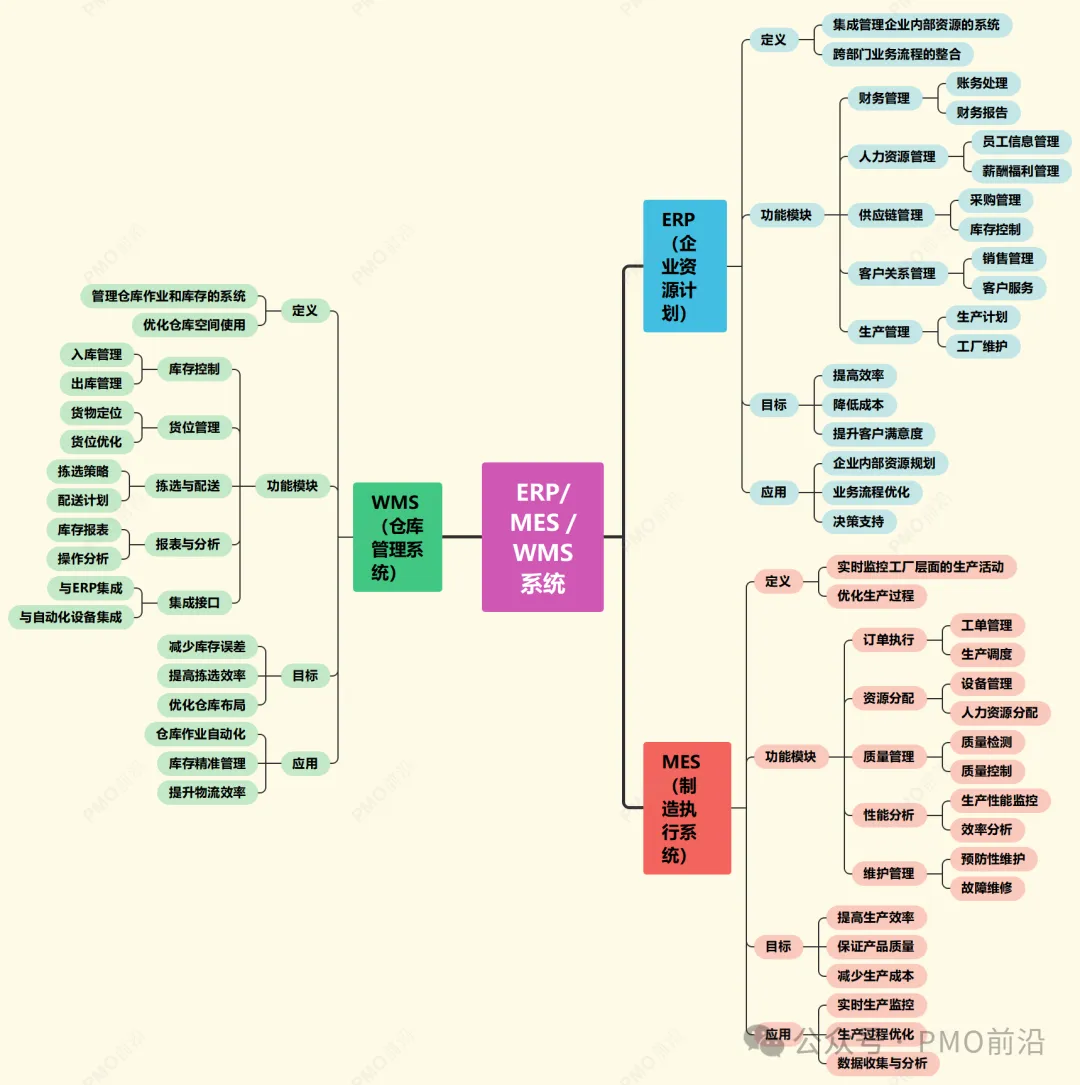 ERP/
MES /
WMS
系统
ERP
（企
业资
源计
划）
定义
集成管理企业内部资源的系统
跨部门业务流程的整合
功能模块
财务管理
账务处理
财务报告
人力资源管理
员工信息管理
薪酬福利管理
供应链管理
采购管理
库存控制
客户关系管理
销售管理
客户服务
生产管理
生产计划
工厂维护
目标
提高效率
降低成本
提升客户满意度
应用
企业内部资源规划
业务流程优化
决策支持
MES
（制
造执
行系
统）
定义
实时监控工厂层面的生产活动
优化生产过程
功能模块
订单执行
工单管理
生产调度
资源分配
设备管理
人力资源分配
质量管理
质量检测
质量控制
性能分析
生产性能监控
效率分析
维护管理
预防性维护
故障维修
目标
提高生产效率
保证产品质量
减少生产成本
应用
实时生产监控
生产过程优化
数据收集与分析
WMS
（仓库
管理系
统）
定义
管理仓库作业和库存的系统
优化仓库空间使用
功能模块
库存控制
入库管理
出库管理
货位管理
货物定位
货位优化
拣选与配送
拣选策略
配送计划
报表与分析
库存报表
操作分析
集成接口
与ERP集成
与自动化设备集成
目标
减少库存误差
提高拣选效率
优化仓库布局
应用
仓库作业自动化
库存精准管理
提升物流效率
公众号 · PMO前沿